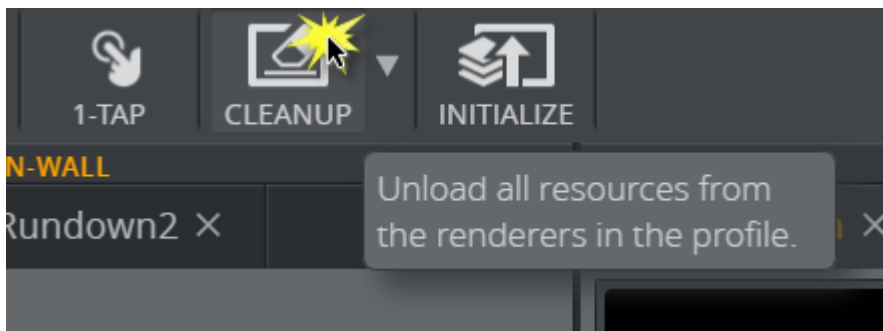 1-TAP
CLEANUP
INITIALIZE
N-WALL
Rundown2
Unload all resources from
the renderers in the profile.